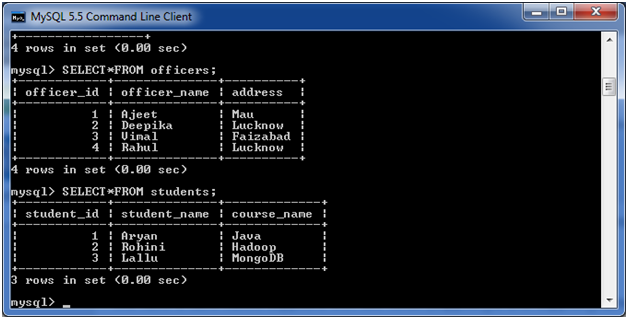 MySQL 5.5 Command Line Client
+------------------+
4 rows in set (0.00 sec)
mysql> SELECT*FROM officers;
+------------+--------------+-----------+
| officer_id | officer_name | address   |
+------------+--------------+-----------+
|          1 | Ajeet        | Mau       |
|          2 | Deepika      | Lucknow   |
|          3 | Vimal        | Faizabad  |
|          4 | Rahul        | Lucknow   |
+------------+--------------+-----------+
4 rows in set (0.00 sec)
mysql> SELECT*FROM students;
+------------+--------------+-------------+
| student_id | student_name | course_name |
+------------+--------------+-------------+
|          1 | Aryan        | Java        |
|          2 | Rohini       | Hadoop      |
|          3 | Lallu        | MongoDB     |
+------------+--------------+-------------+
3 rows in set (0.00 sec)
mysql> _